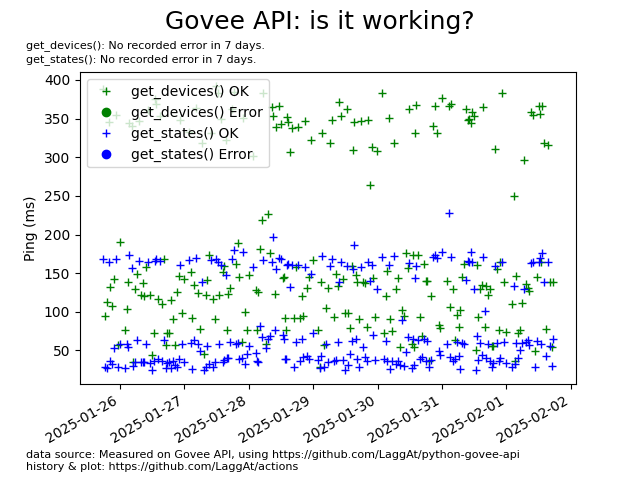 Govee API: is it working?
get_devices(): No recorded error in 7 days.
get_states(): No recorded error in 7 days.
get_devices() OK
get_devices() Error
get_states() OK
get_states() Error
Ping (ms)
400
350
300
250
200
150
100
50
2025-01-26
2025-01-27
2025-01-28
2025-01-29
2025-01-30
2025-01-31
2025-02-01
2025-02-02
data source: Measured on Govee API, using https://github.com/LaggAt/python-govee-api
history & plot: https://github.com/LaggAt/actions